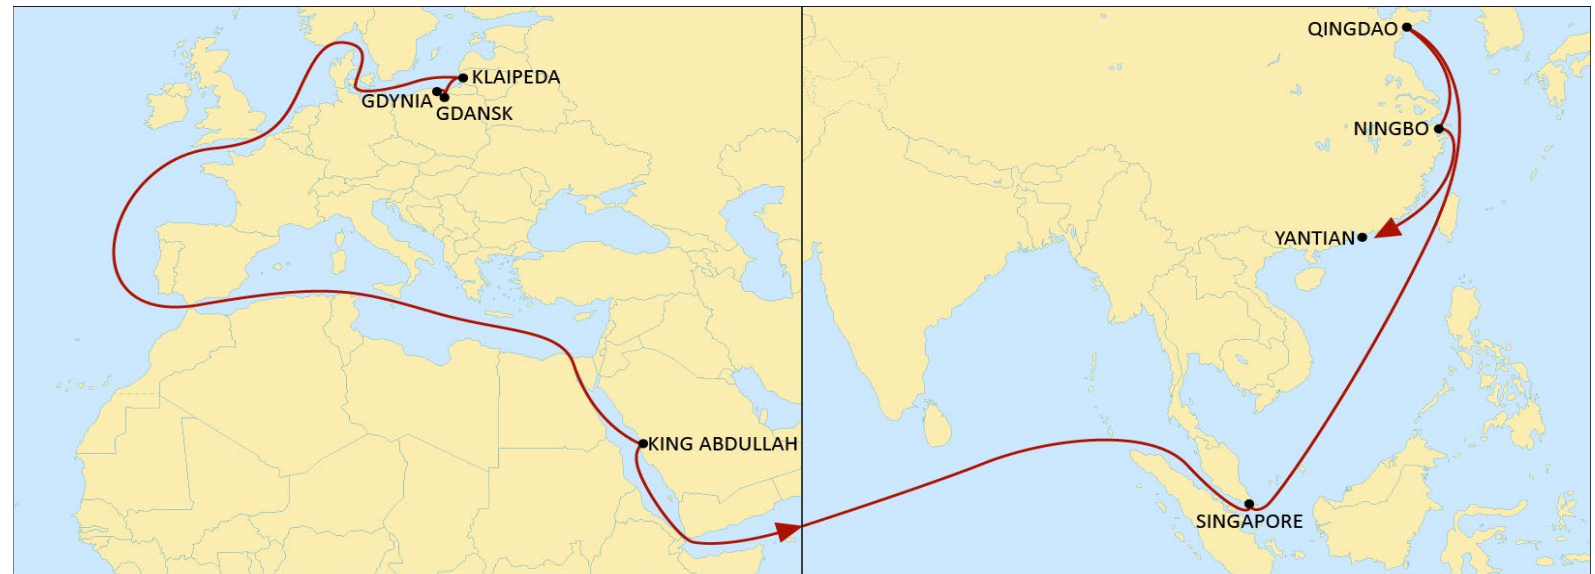 KLAIPEDA
GDYNIA
GDANSK
KING ABDULLAH
QINGDAO
NINGBO
YANTIAN
SINGAPORE